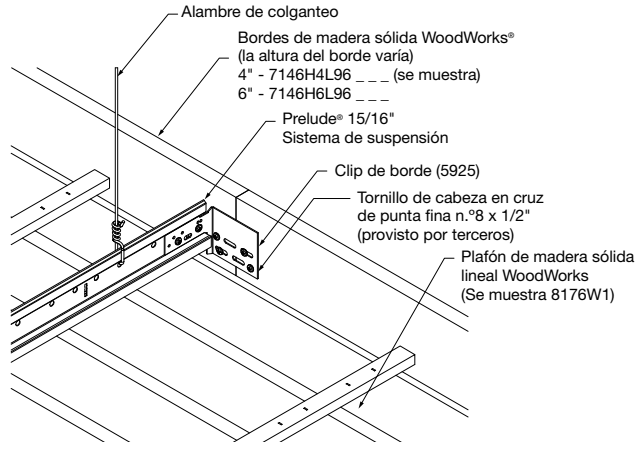 Alambre de colganteo
Bordes de madera sólida WoodWorks®
(la altura del borde varía)
4" - 7146H4L96 _ _ _ (se muestra)
6" - 7146H6L96 _ _ _
Prelude® 15/16"
Sistema de suspensión
Clip de borde (5925)
Tornillo de cabeza en cruz
de punta fina n.º8 x 1/2"
(provisto por terceros)
Plafón de madera sólida
lineal WoodWorks
(Se muestra 8176W1)